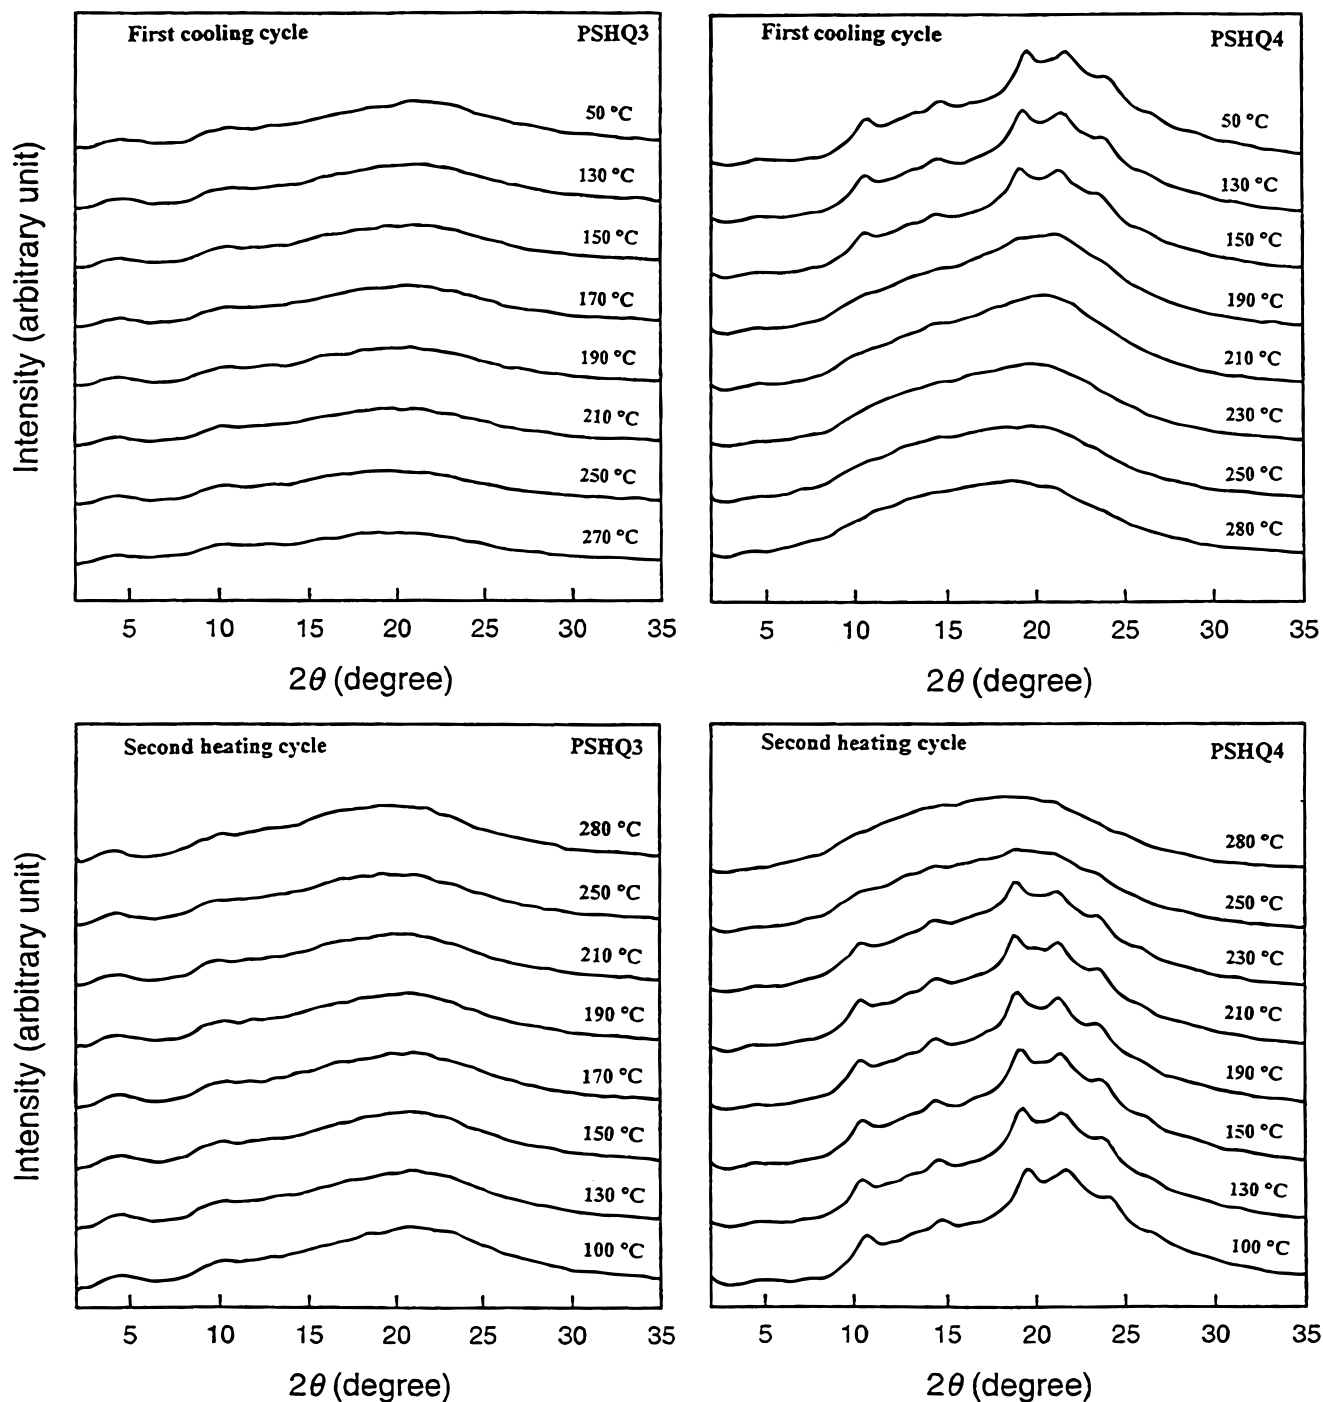 First cooling cycle PSHQ3
50 °C
130 °C
150 °C
170 °C
190 °C
210 °C
250 °C
270 °C
5 10 15 20 25 30 35
2θ (degree)
Intensity (arbitrary unit)
First cooling cycle PSHQ4
50 °C
130 °C
150 °C
190 °C
210 °C
230 °C
250 °C
280 °C
5 10 15 20 25 30 35
2θ (degree)
Second heating cycle PSHQ3
280 °C
250 °C
210 °C
190 °C
170 °C
150 °C
130 °C
100 °C
5 10 15 20 25 30 35
2θ (degree)
Intensity (arbitrary unit)
Second heating cycle PSHQ4
280 °C
250 °C
230 °C
210 °C
190 °C
150 °C
130 °C
100 °C
5 10 15 20 25 30 35
2θ (degree)